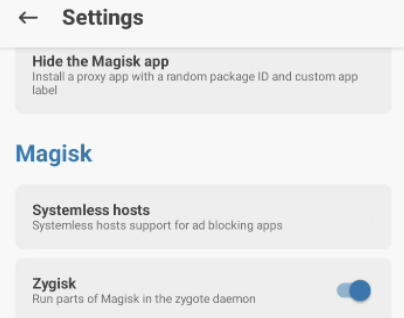 Settings
Hide the Magisk app
Install a proxy app with a random package ID and custom app
label
Magisk
Systemless hosts
Systemless hosts support for ad blocking apps
Zygisk
Run parts of Magisk in the zygote daemon